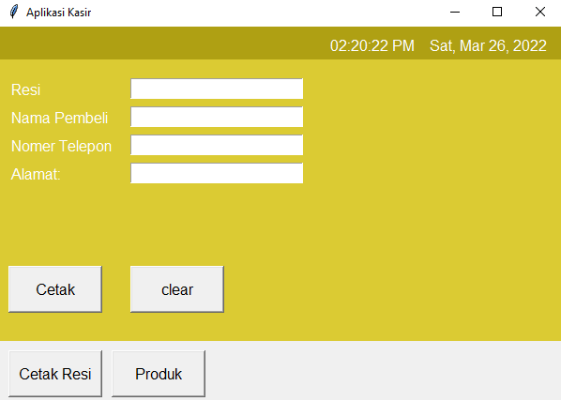 Aplikasi Kasir
02:20:22 PM Sat, Mar 26, 2022
Resi
Nama Pembeli
Nomer Telepon
Alamat:
Cetak clear
Cetak Resi Produk